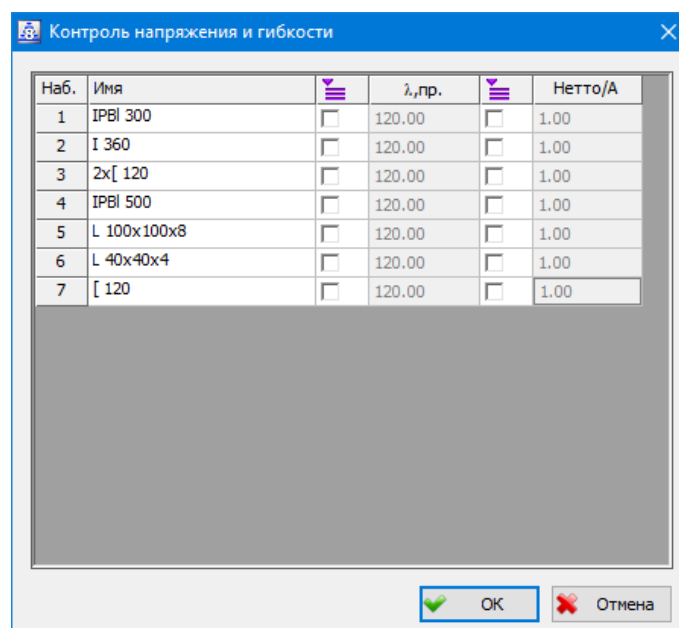 Контроль напряжения и гибкости
Наб. Имя λ,пр. Нетто/A
1 IPBl 300 120.00 1.00
2 I 360 120.00 1.00
3 2x[ 120 120.00 1.00
4 IPBl 500 120.00 1.00
5 L 100x100x8 120.00 1.00
6 L 40x40x4 120.00 1.00
7 [ 120 120.00 1.00
OK Отмена